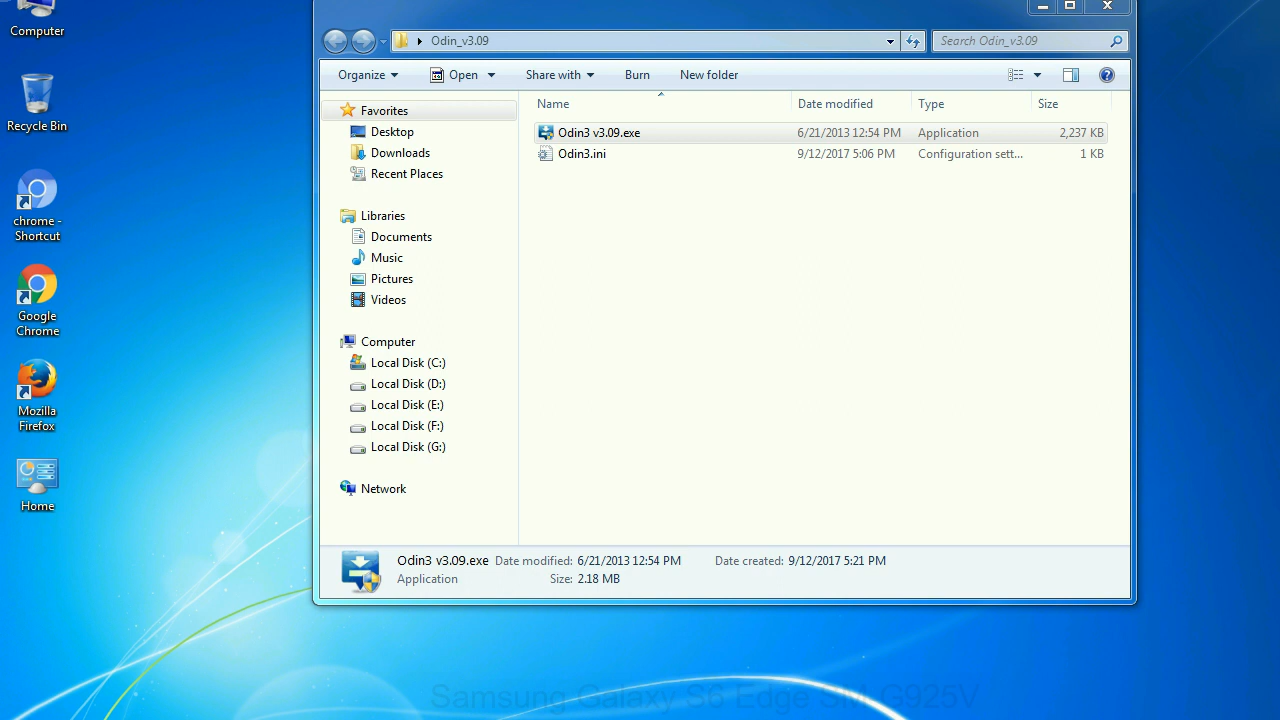 Computer
Recycle Bin
chrome -
Shortcut
Google
Chrome
Mozilla
Firefox
Home
Odin_v3.09
Search Odin_v3.09
Organize Open Share with Burn New folder
Favorites
Desktop
Downloads
Recent Places
Libraries
Documents
Music
Pictures
Videos
Computer
Local Disk (C:)
Local Disk (D:)
Local Disk (E:)
Local Disk (F:)
Local Disk (G:)
Network
Name Date modified Type Size
Odin3 v3.09.exe 6/21/2013 12:54 PM Application 2,237 KB
Odin3.ini 9/12/2017 5:06 PM Configuration sett... 1 KB
Odin3 v3.09.exe Date modified: 6/21/2013 12:54 PM Date created: 9/12/2017 5:21 PM
Application Size: 2.18 MB
Samsung Galaxy S6 Edge SM-G925V